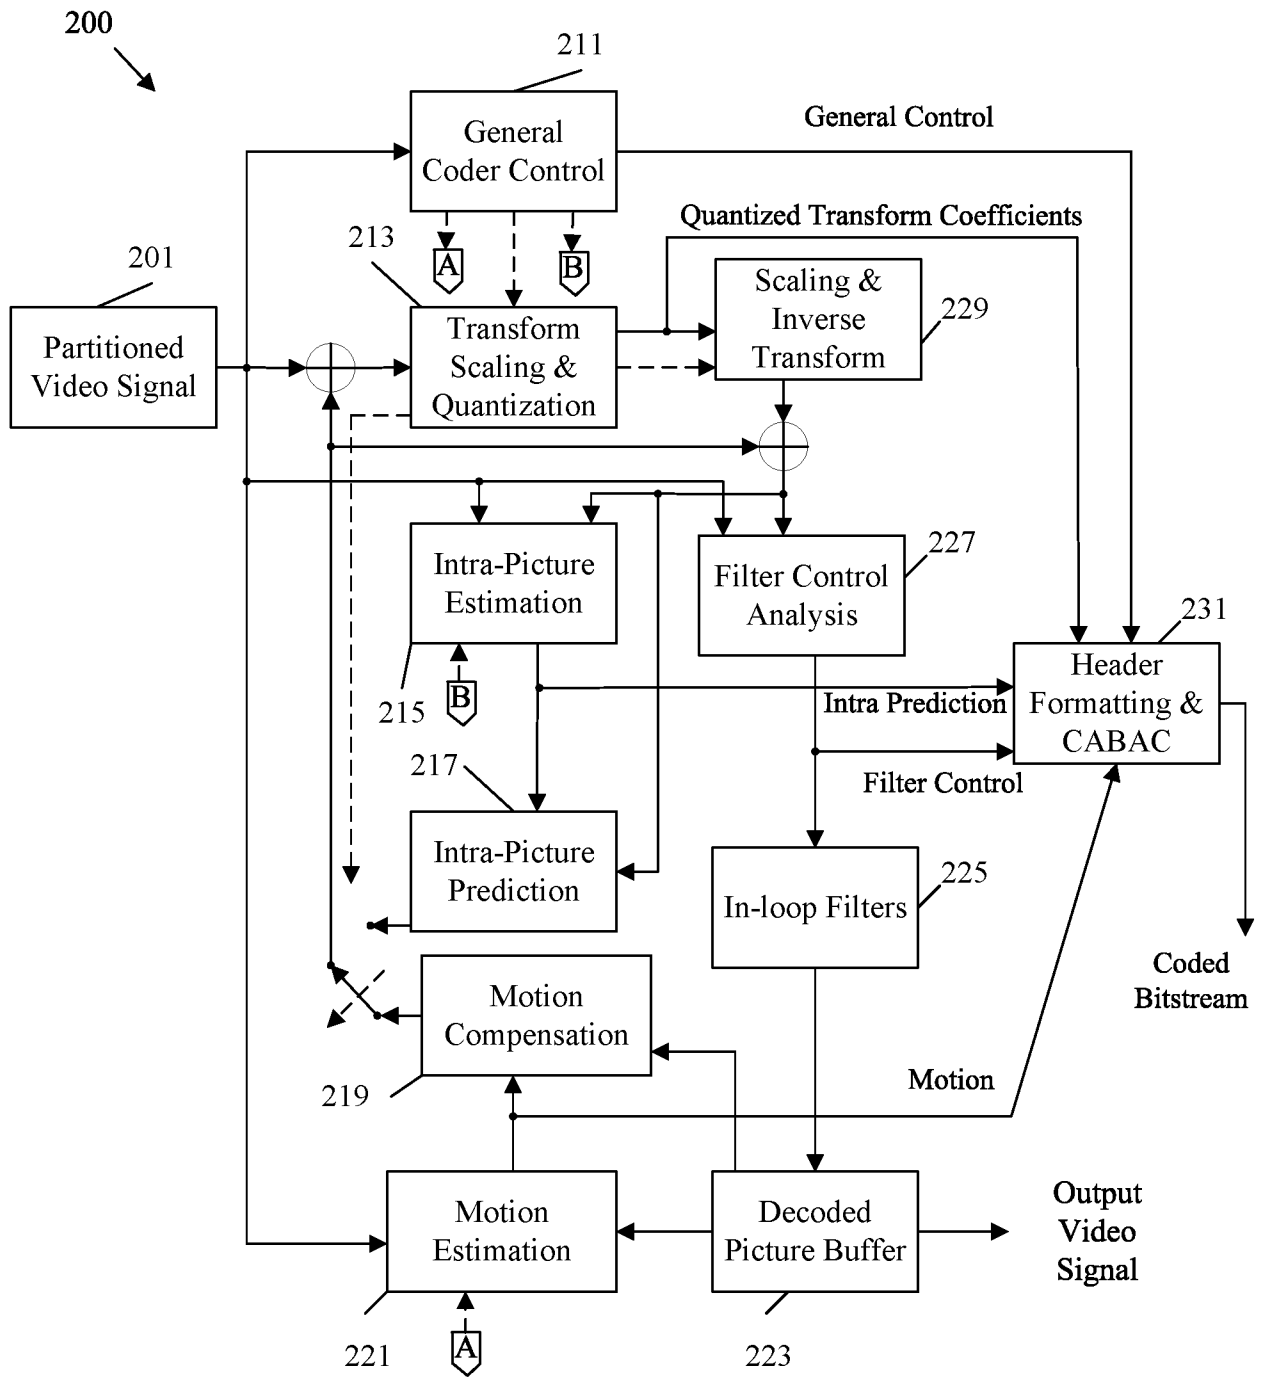 200
211
General
Coder Control
General Control
Quantized Transform Coefficients
A
B
213
201
Partitioned
Video Signal
Transform
Scaling &
Quantization
Scaling &
Inverse
Transform
229
Intra-Picture
Estimation
215
B
Filter Control
Analysis
227
231
Header
Formatting &
CABAC
Intra Prediction
Filter Control
217
Intra-Picture
Prediction
In-loop Filters
225
Coded
Bitstream
Motion
Compensation
219
Motion
Motion
Estimation
221
A
Decoded
Picture Buffer
223
Output
Video
Signal